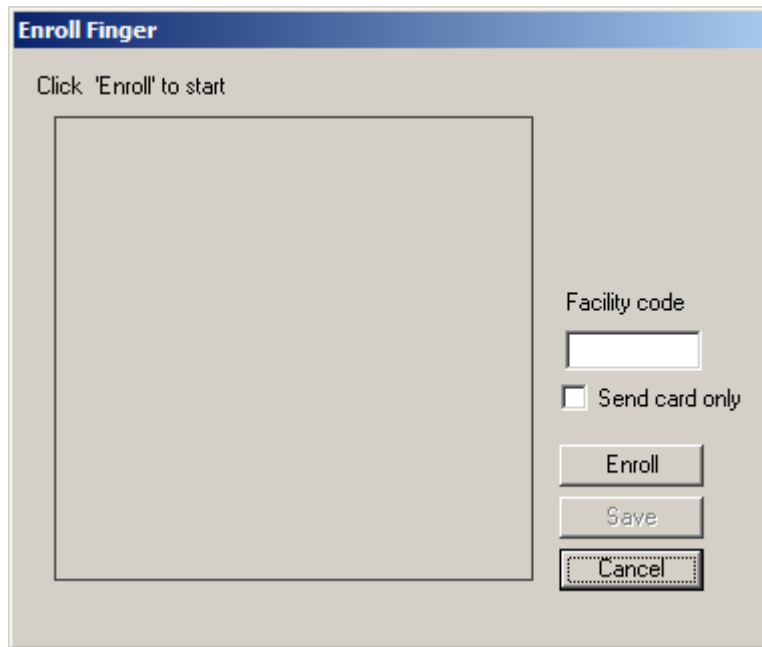 Enroll Finger
Click 'Enroll' to start
Facility code
Send card only
Enroll
Save
Cancel